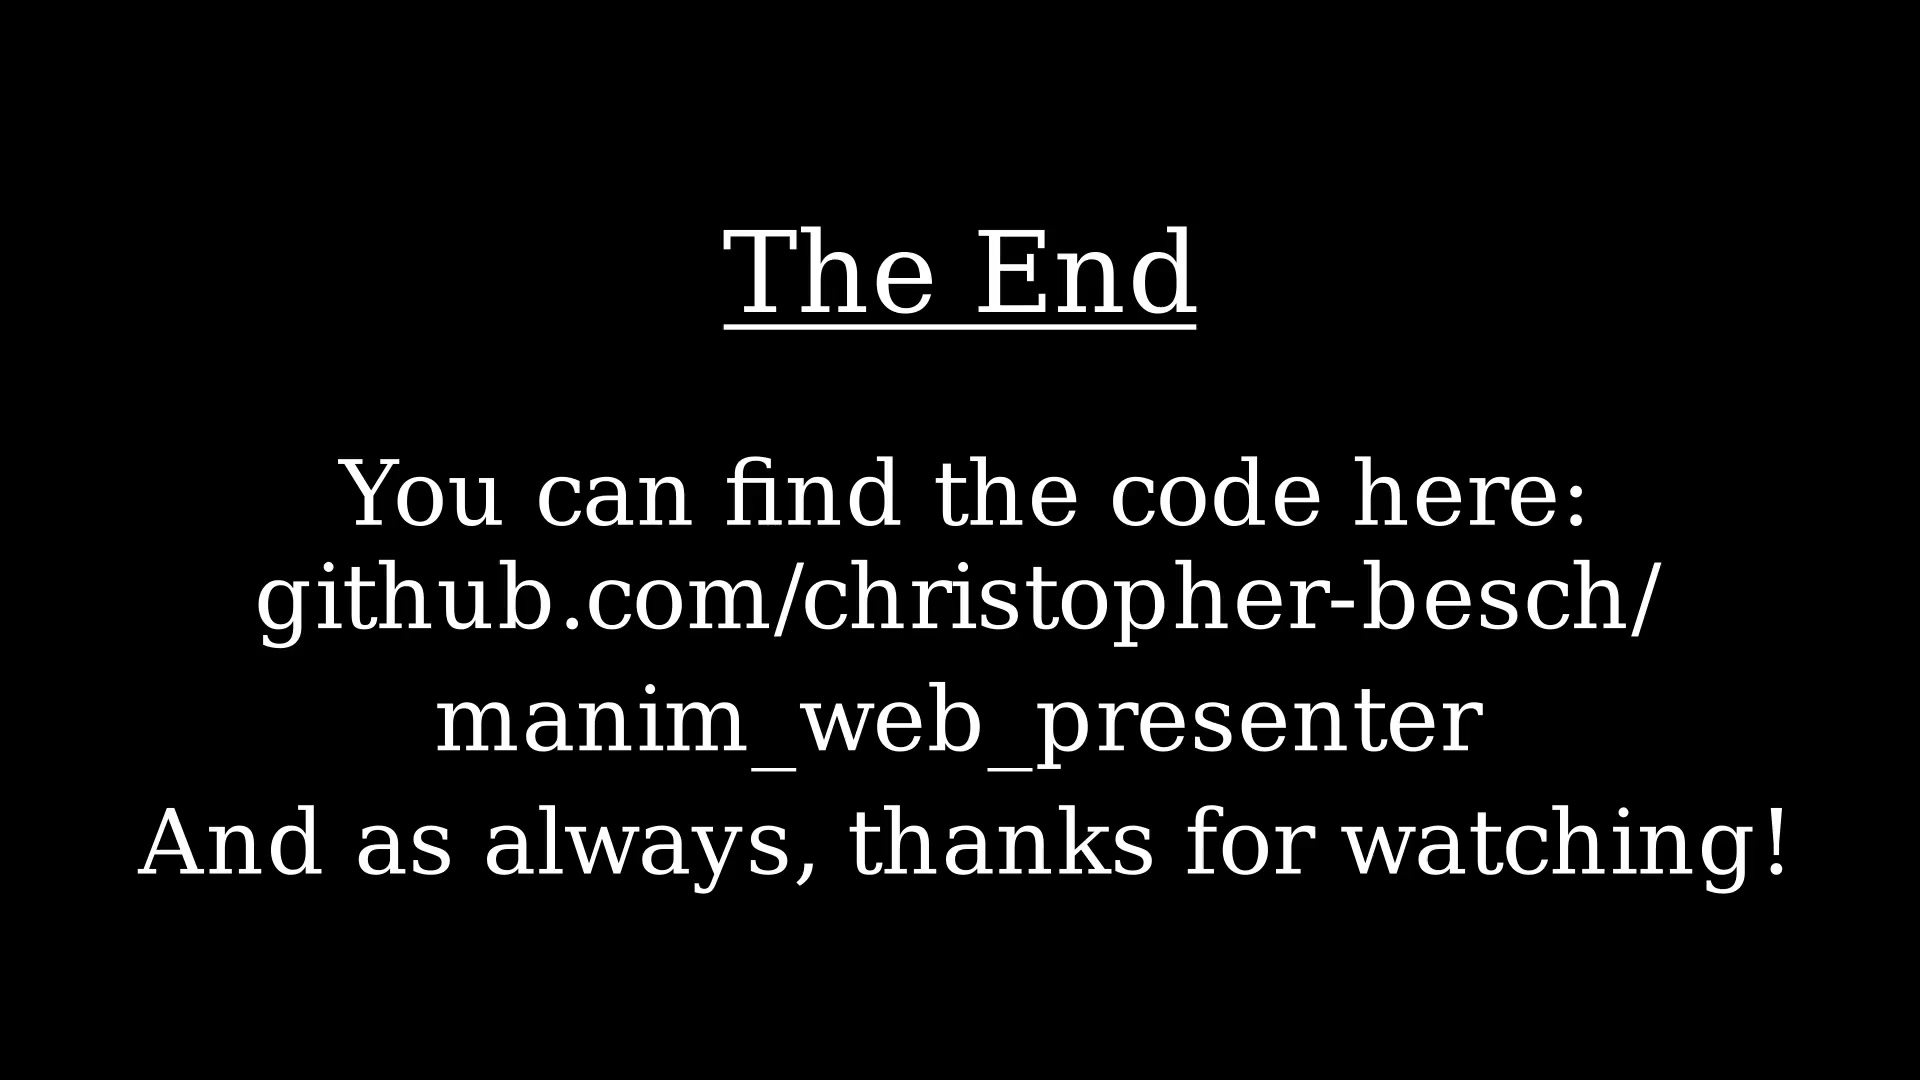 The End
You can find the code here:
github.com/christopher-besch/
manim_web_presenter
And as always, thanks for watching!